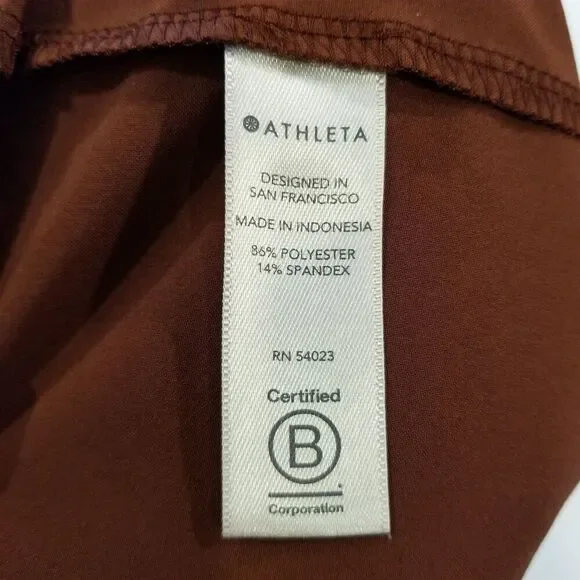 ATHLETA
DESIGNED IN
SAN FRANCISCO
MADE IN INDONESIA
86% POLYESTER
14% SPANDEX
RN 54023
Certified
B
Corporation